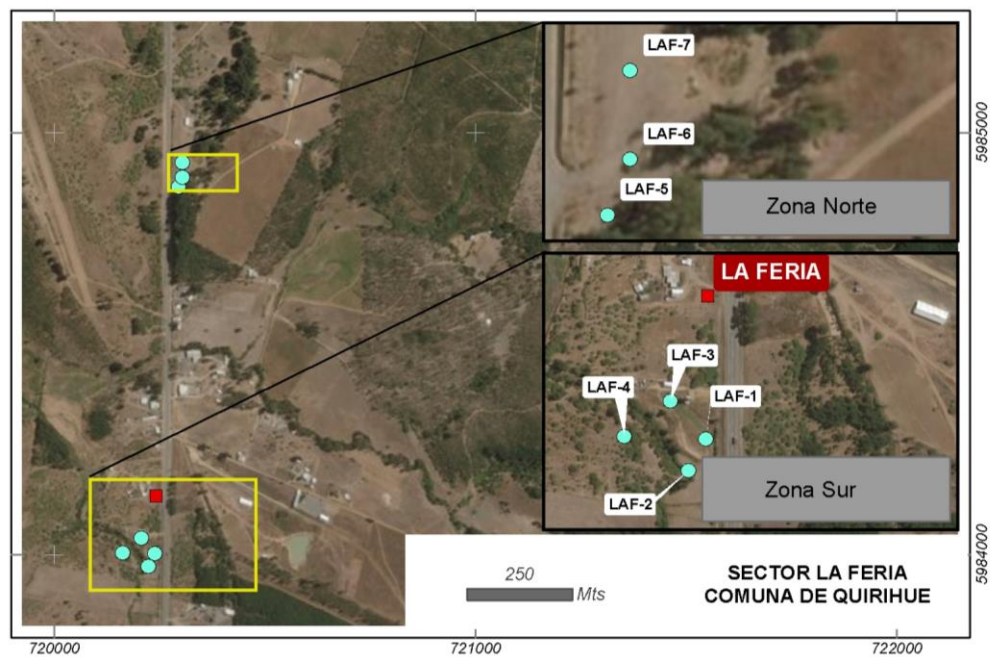 LAF-7
LAF-6
LAF-5
Zona Norte
5985000
LA FERIA
LAF-3
LAF-4
LAF-1
LAF-2
Zona Sur
250
Mts
SECTOR LA FERIA
COMUNA DE QUIRIHUE
5984000
720000
721000
722000